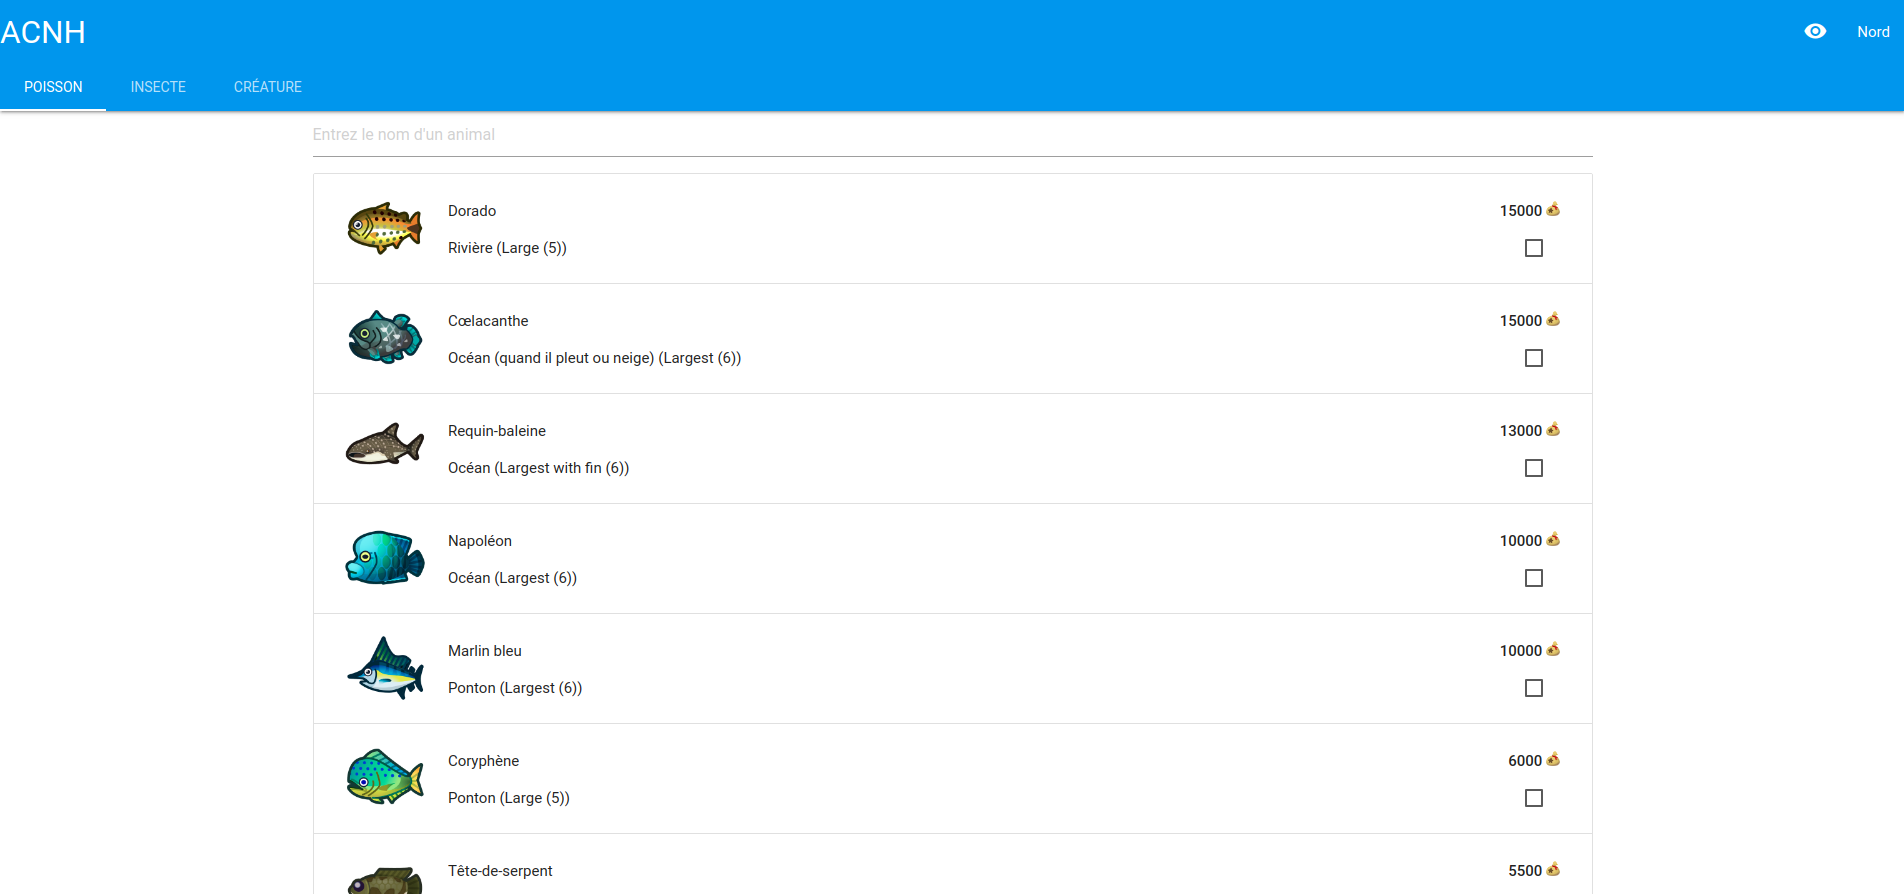 ACNH
Nord
POISSON INSECTE CRÉATURE
Entrez le nom d'un animal
Dorado 15000
Rivière (Large (5))
Cœlacanthe 15000
Océan (quand il pleut ou neige) (Largest (6))
Requin-baleine 13000
Océan (Largest with fin (6))
Napoléon 10000
Océan (Largest (6))
Marlin bleu 10000
Ponton (Largest (6))
Coryphène 6000
Ponton (Large (5))
Tête-de-serpent 5500